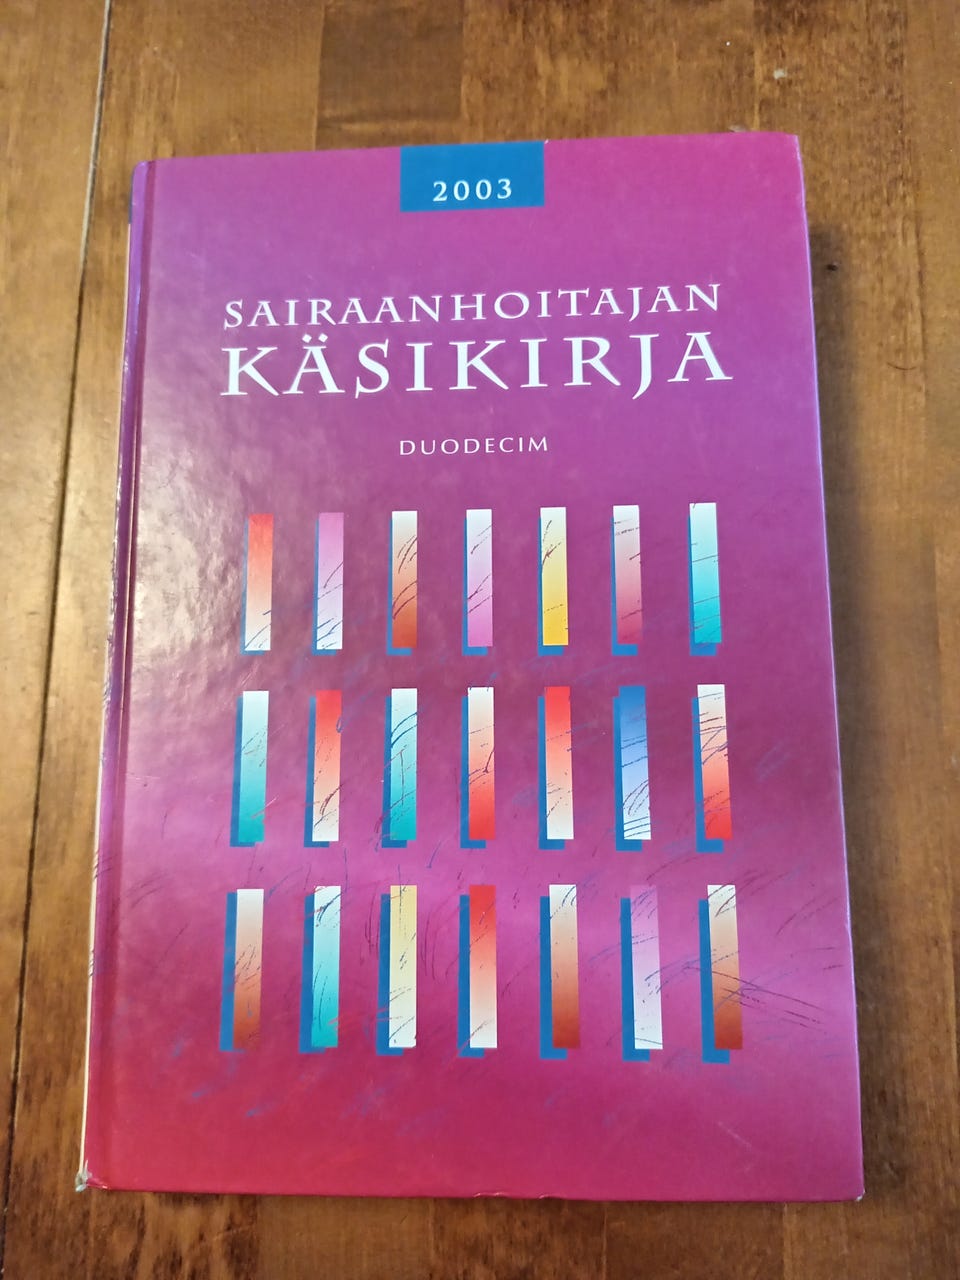 2003
SAIRAANHOITAJAN
KÄSIKIRJA
DUODECIM